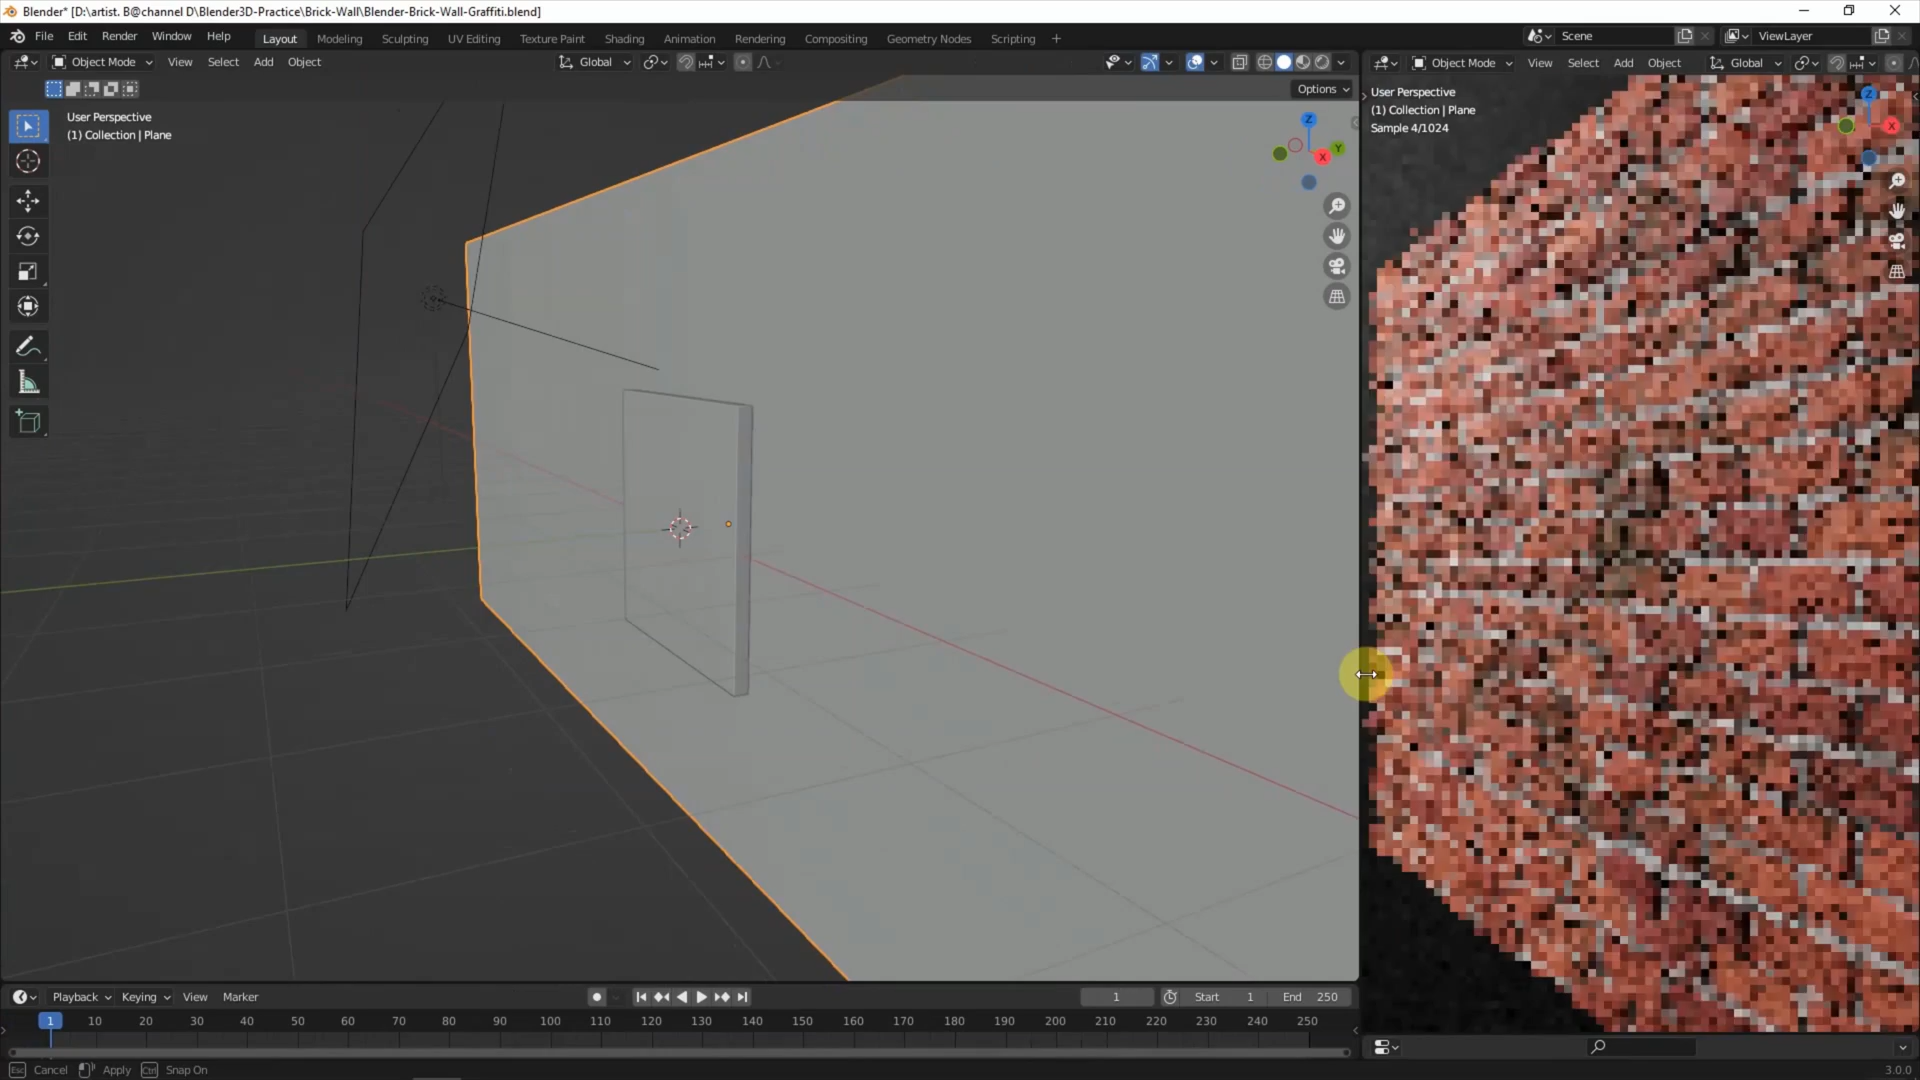 Blender* [D:\artist. B@channel D\Blender3D-Practice\Brick-Wall\Blender-Brick-Wall-Graffiti.blend]
File Edit Render Window Help Layout Modeling Sculpting UV Editing Texture Paint Shading Animation Rendering Compositing Geometry Nodes Scripting + Scene ViewLayer
Object Mode View Select Add Object Global
Object Mode View Select Add Object Global
Options
User Perspective
(1) Collection | Plane
Z
Y
X
User Perspective
(1) Collection | Plane
Sample 4/1024
Z
X
Playback Keying View Marker 1 Start 1 End 250
1 10 20 30 40 50 60 70 80 90 100 110 120 130 140 150 160 170 180 190 200 210 220 230 240 250
Esc Cancel Apply Ctrl Snap On 3.0.0